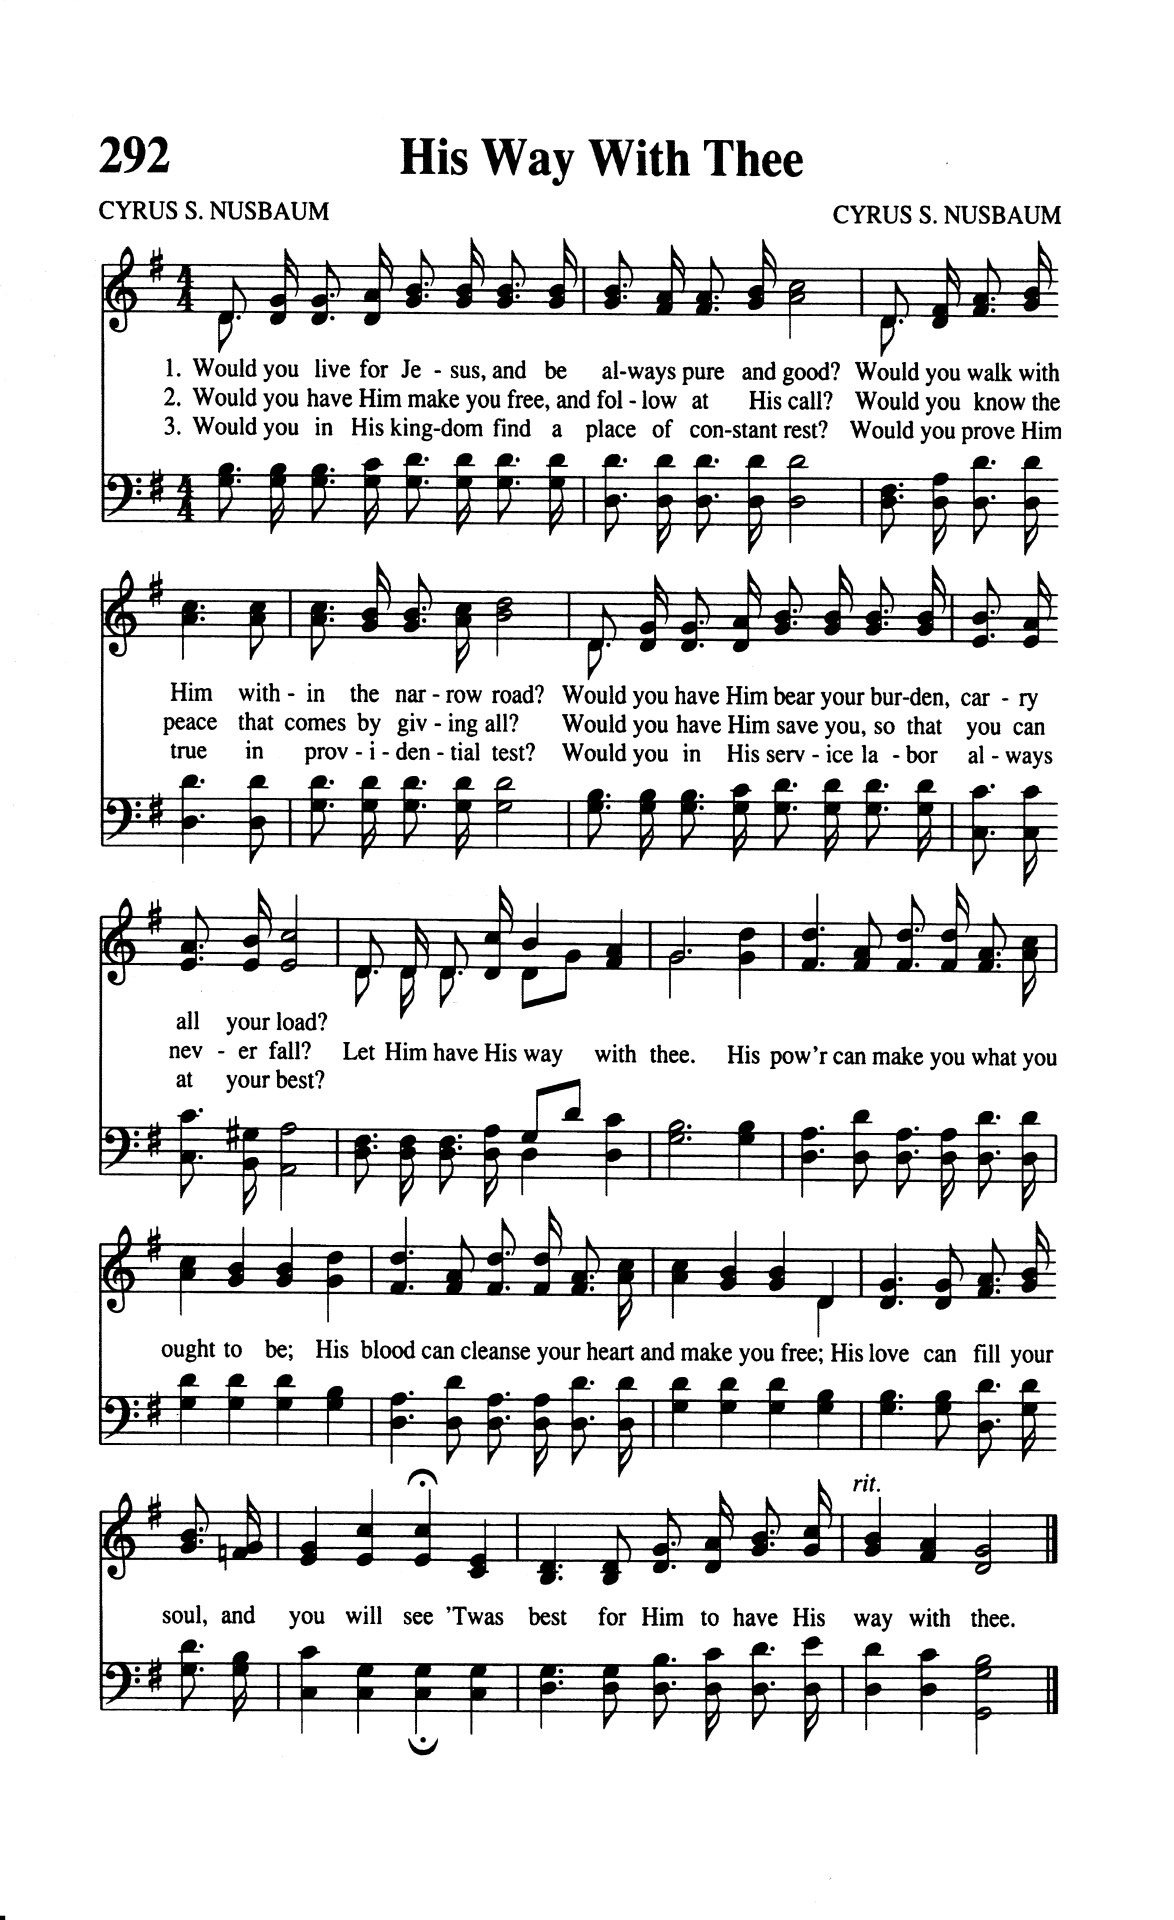 292
His Way With Thee
CYRUS S. NUSBAUM
CYRUS S. NUSBAUM
1. Would you live for Je - sus, and be al-ways pure and good? Would you walk with
2. Would you have Him make you free, and fol - low at His call? Would you know the
3. Would you in His king-dom find a place of con-stant rest? Would you prove Him
Him with - in the nar - row road? Would you have Him bear your bur-den, car - ry
peace that comes by giv - ing all? Would you have Him save you, so that you can
true in prov - i - den - tial test? Would you in His serv - ice la - bor al - ways
all your load?
nev - er fall? Let Him have His way with thee. His pow'r can make you what you
at your best?
ought to be; His blood can cleanse your heart and make you free; His love can fill your
rit.
soul, and you will see 'Twas best for Him to have His way with thee.